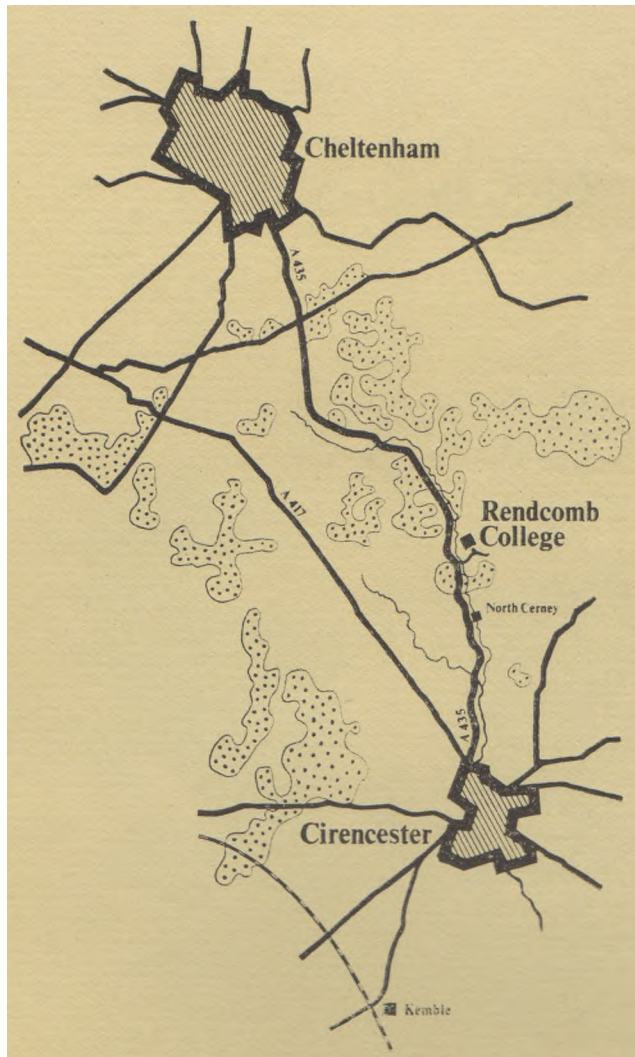 Cheltenham
A 435
A 417
Rendcomb
College
North Cerney
A 435
Cirencester
Kemble